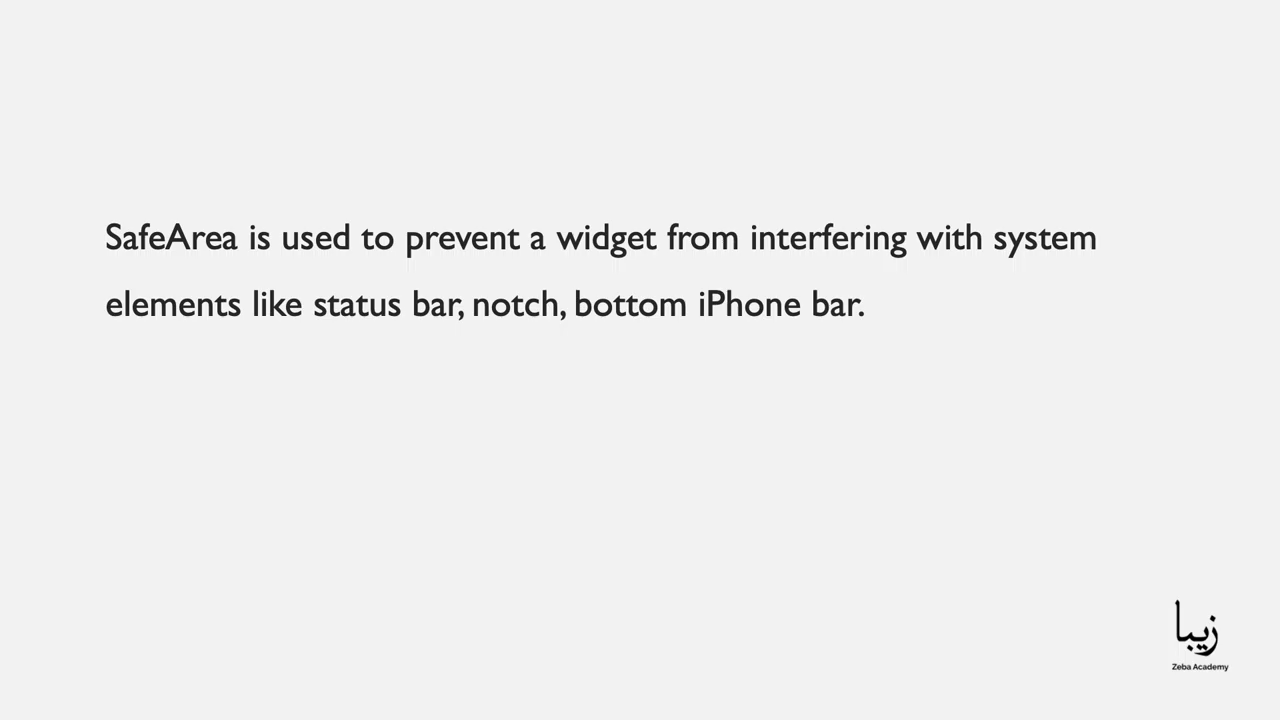 SafeArea is used to prevent a widget from interfering with system
elements like status bar, notch, bottom iPhone bar.
زیبا
Zeba Academy